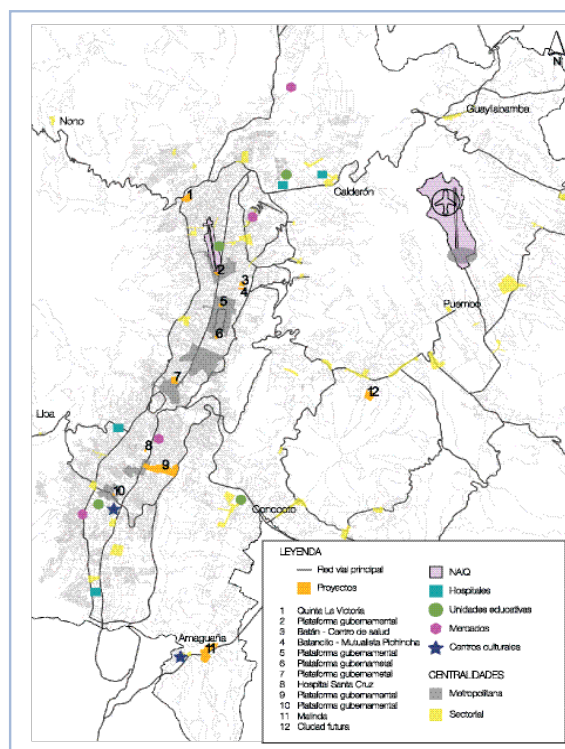 N
Nono
Guayllabamba
Calderón
1
2
3
4
5
6
Puembo
7
12
Lloa
8
9
10
Conocoto
Amaguaña
11
LEYENDA
Red vial principal
Proyectos
1 Quinta La Victoria
2 Plataforma gubernamental
3 Batán - Centro de salud
4 Batancillo - Mutualista Pichincha
5 Plataforma gubernamental
6 Plataforma gubernametal
7 Plataforma gubernametal
8 Hospital Santa Cruz
9 Plataforma gubernamental
10 Plataforma gubernamental
11 Malinda
12 Ciudad futura
NAIQ
Hospitales
Unidades educativas
Mercados
Centros culturales
CENTRALIDADES
Metropolitana
Sectorial